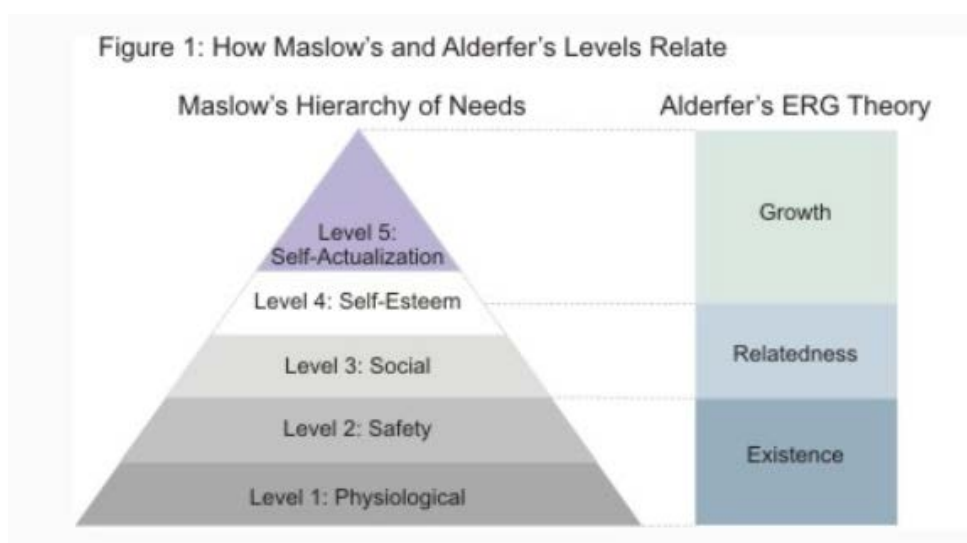 Figure 1: How Maslow's and Alderfer's Levels Relate
Maslow's Hierarchy of Needs
Alderfer's ERG Theory
Level 5:
Self-Actualization
Level 4: Self-Esteem
Level 3: Social
Level 2: Safety
Level 1: Physiological
Growth
Relatedness
Existence